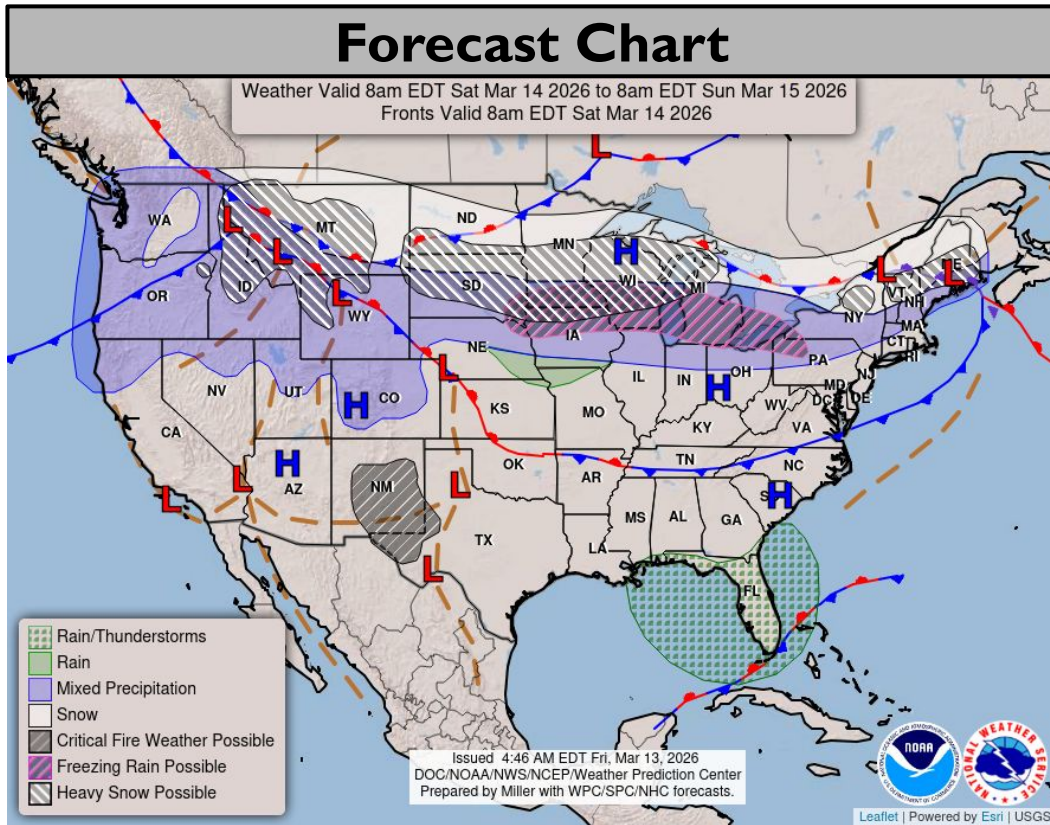 Forecast Chart
Weather Valid 8am EDT Sat Mar 14 2026 to 8am EDT Sun Mar 15 2026
Fronts Valid 8am EDT Sat Mar 14 2026
L
WA
L
MT
ND
MN
H
L
OR
ID
L
L
WY
SD
WI
MI
L
VT
NH
L
NY
MA
CT
RI
IA
NE
L
PA
NJ
NV
UT
H
CO
KS
MO
IL
IN
H
OH
WV
MD
DC
DE
VA
KY
CA
H
AZ
NM
L
OK
AR
TN
NC
H
L
L
TX
LA
MS
AL
GA
L
FL
Rain/Thunderstorms
Rain
Mixed Precipitation
Snow
Critical Fire Weather Possible
Freezing Rain Possible
Heavy Snow Possible
Issued 4:46 AM EDT Fri, Mar 13, 2026
DOC/NOAA/NWS/NCEP/Weather Prediction Center
Prepared by Miller with WPC/SPC/NHC forecasts.
NOAA
NATIONAL WEATHER SERVICE
Leaflet | Powered by Esri | USGS